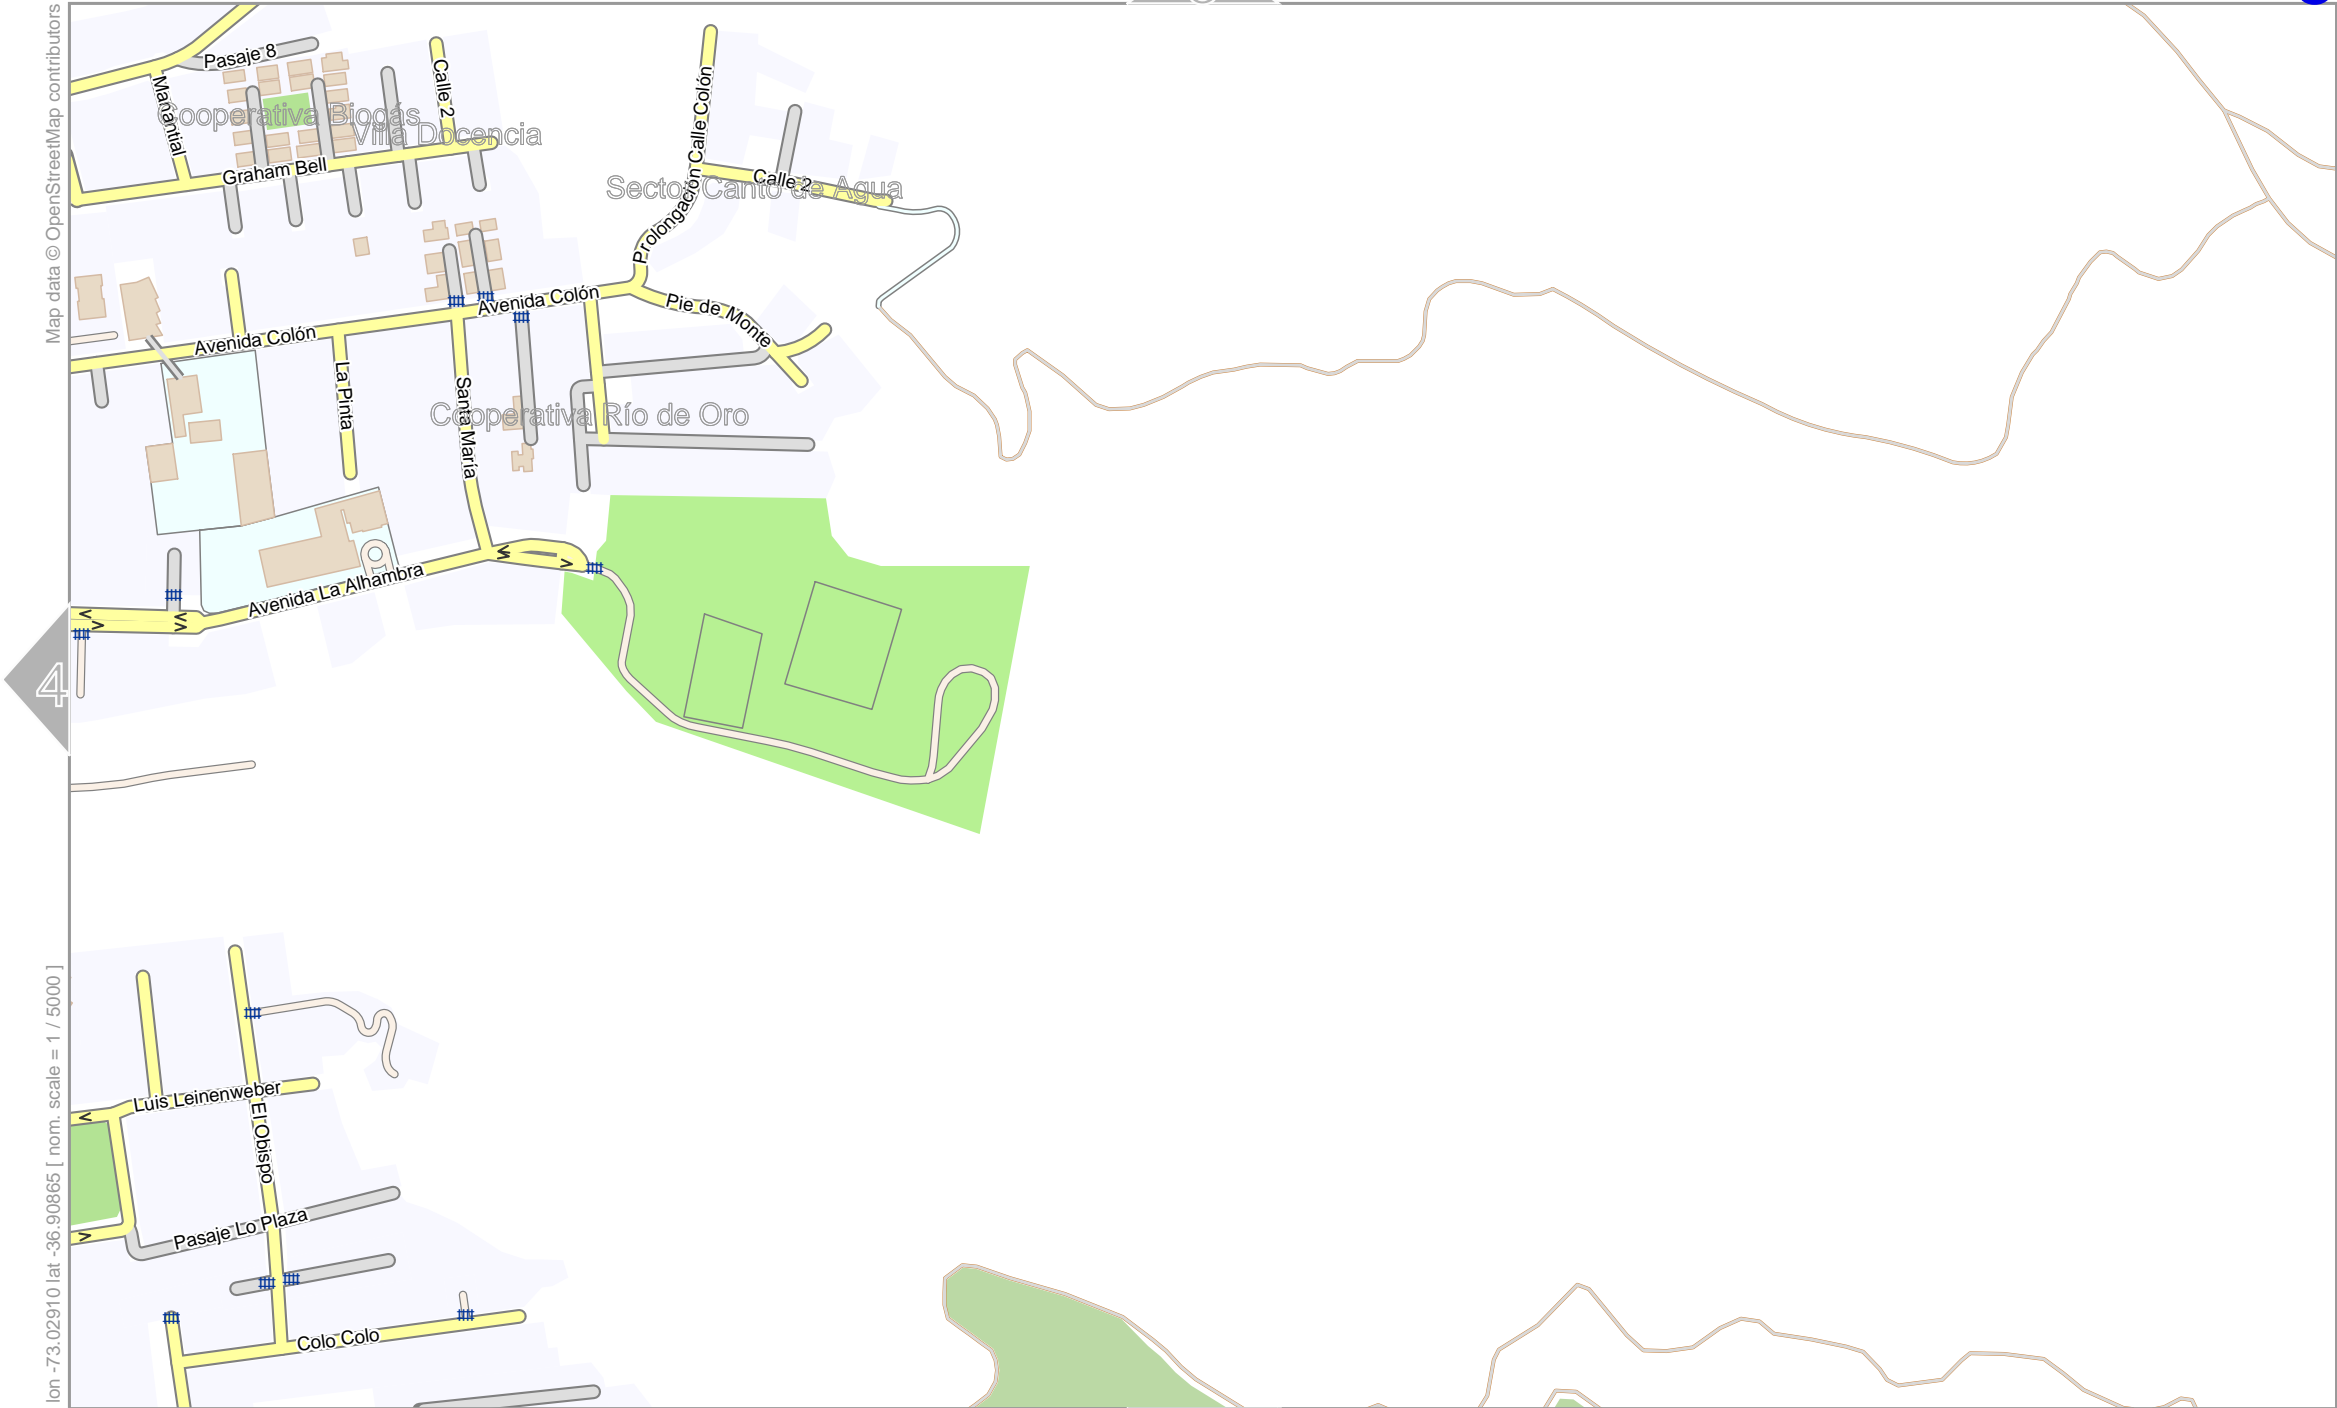 Map data © OpenStreetMap contributors
Pasaje 8
Manantial
Calle 2
Cooperativa Biogás
Villa Docencia
Graham Bell
Prolongación Calle Colón
Calle 2
Sector Canto de Agua
Avenida Colón
Pie de Monte
Avenida Colón
La Pinta
Santa María
Cooperativa Río de Oro
Avenida La Alhambra
4
lon -73.02910 lat -36.90865 [ nom. scale = 1 / 5000 ]
Luis Leinenweber
El Obispo
Pasaje Lo Plaza
Colo Colo